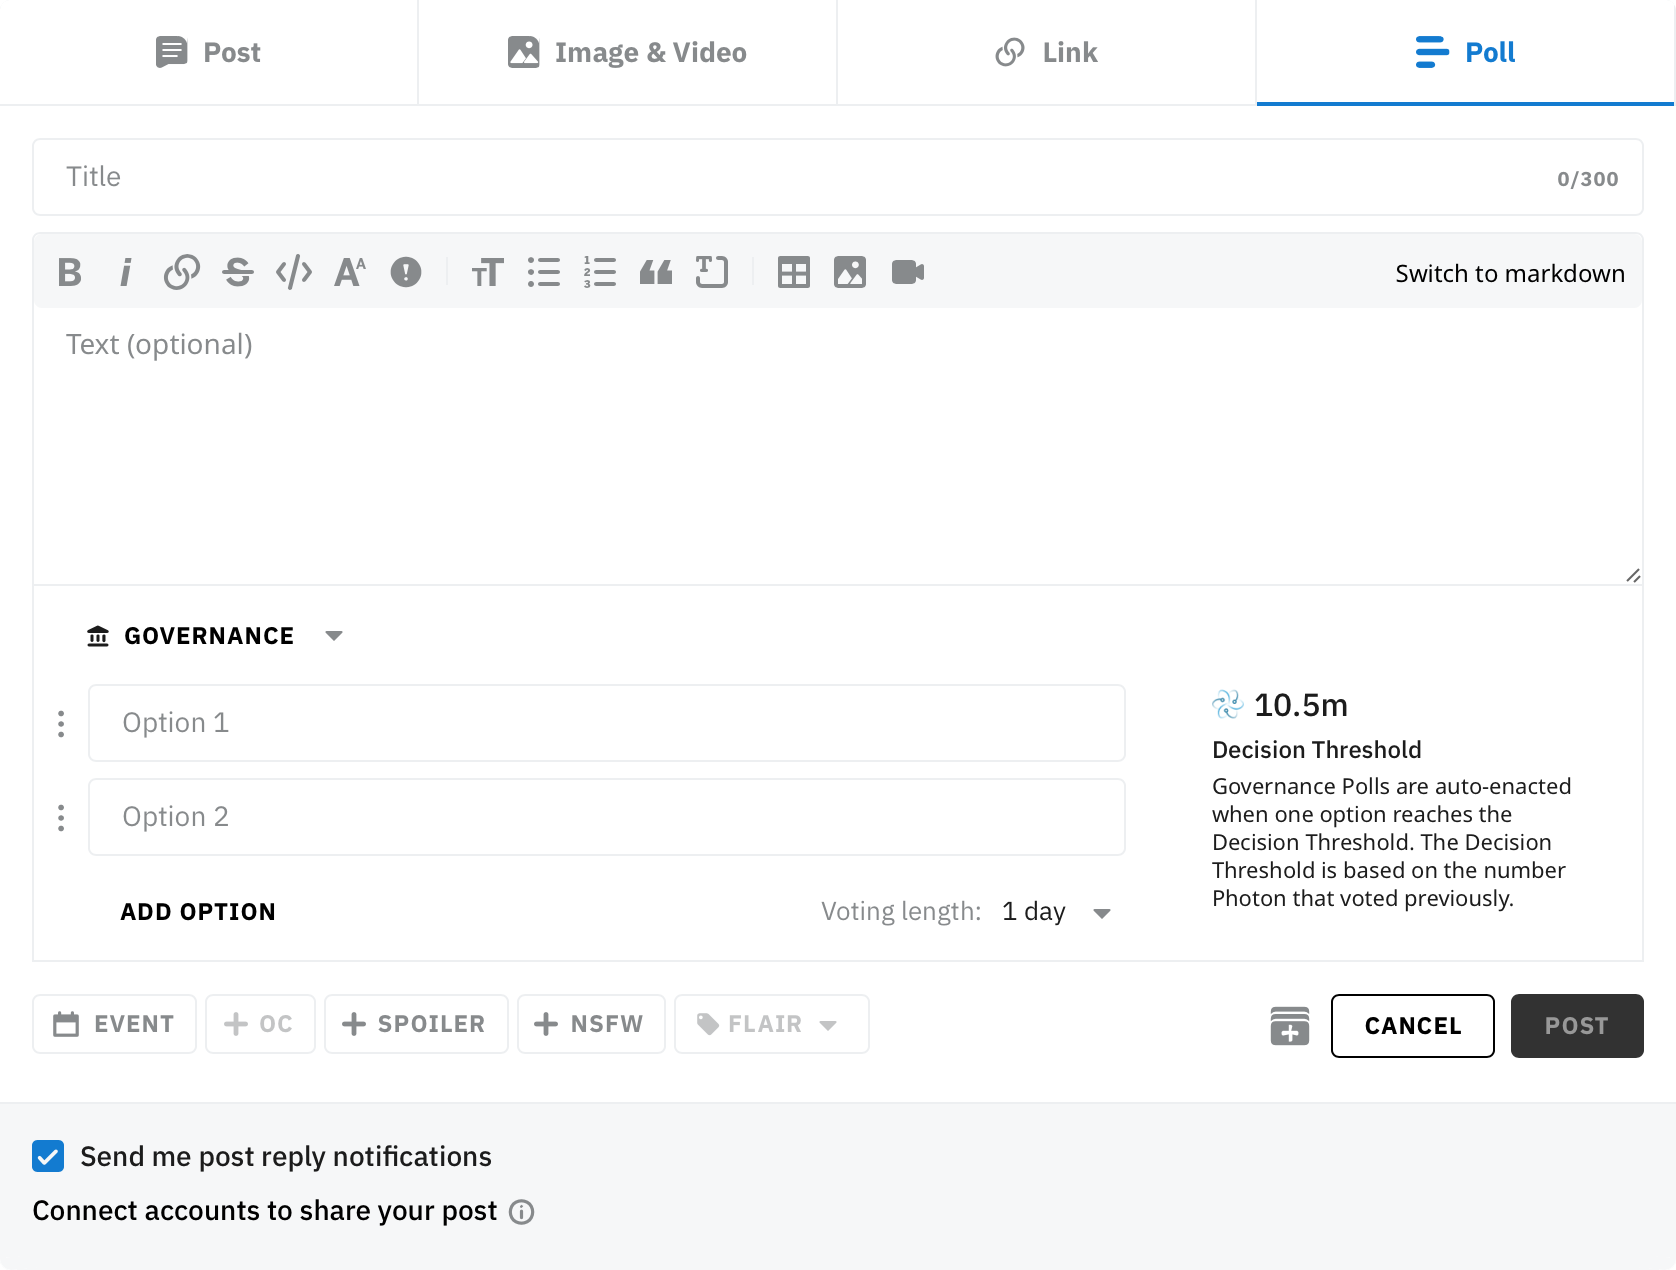 Post
Image & Video
Link
Poll
Title
0/300
Switch to markdown
Text (optional)
GOVERNANCE
Option 1
Option 2
ADD OPTION
Voting length: 1 day
10.5m
Decision Threshold
Governance Polls are auto-enacted
when one option reaches the
Decision Threshold. The Decision
Threshold is based on the number
Photon that voted previously.
EVENT
OC
SPOILER
NSFW
FLAIR
CANCEL
POST
Send me post reply notifications
Connect accounts to share your post